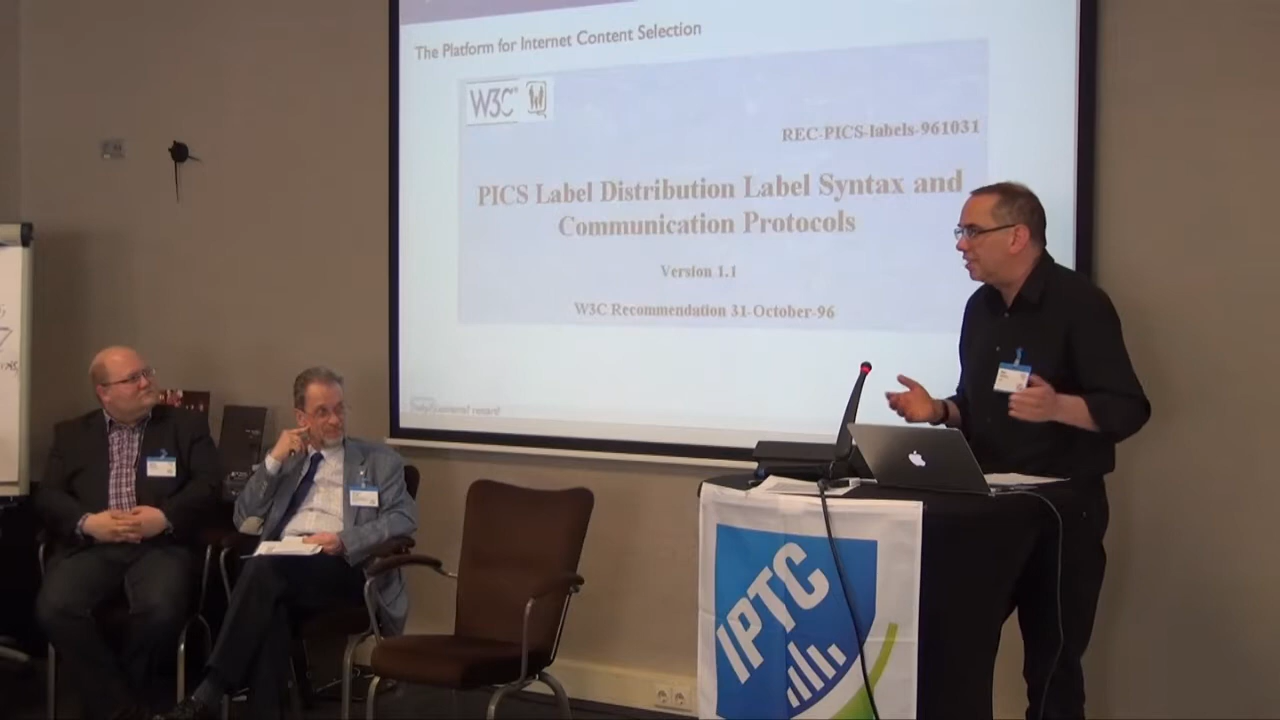 The Platform for Internet Content Selection
W3C
REC-PICS-labels-961031
PICS Label Distribution Label Syntax and
Communication Protocols
Version 1.1
W3C Recommendation 31-October-96
IPTC